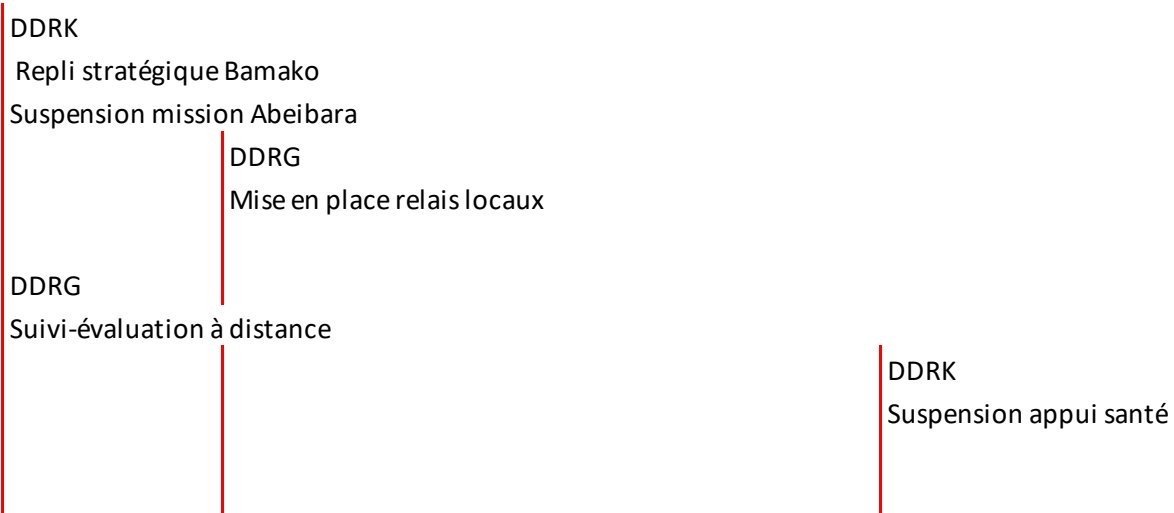 DDRK
Repli stratégique Bamako
Suspension mission Abeibara
DDRG
Mise en place relais locaux
DDRG
Suivi-évaluation à distance
DDRK
Suspension appui santé